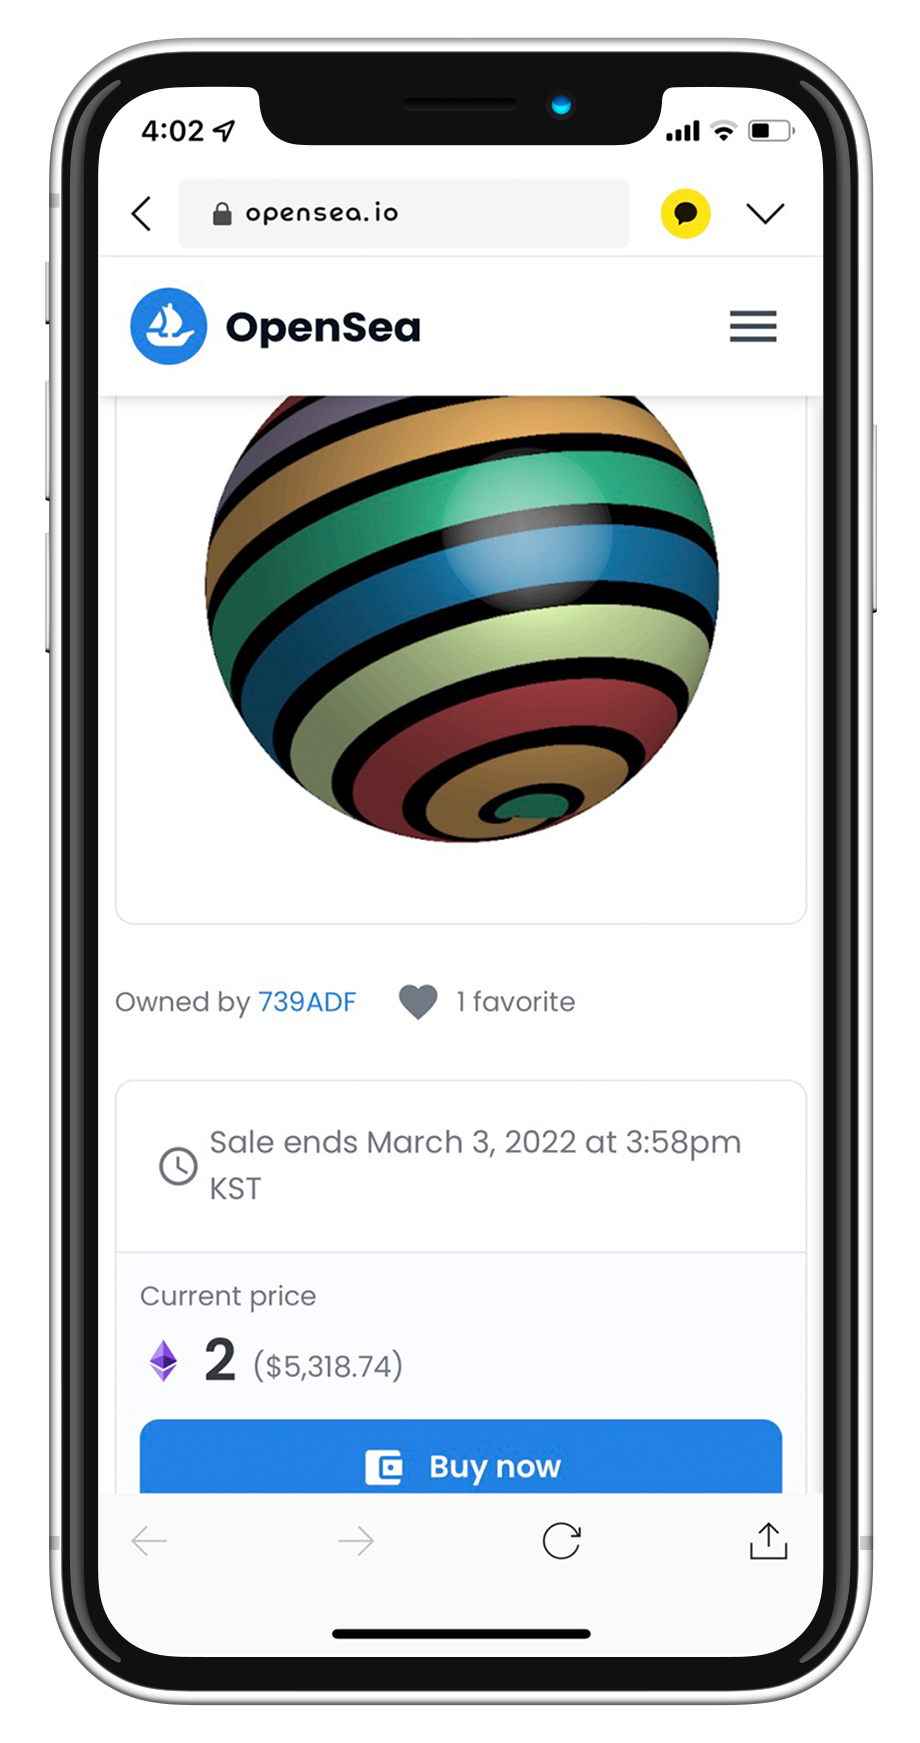 4:02
opensea.io
OpenSea
Owned by 739ADF 1 favorite
Sale ends March 3, 2022 at 3:58pm
KST
Current price
2 ($5,318.74)
Buy now